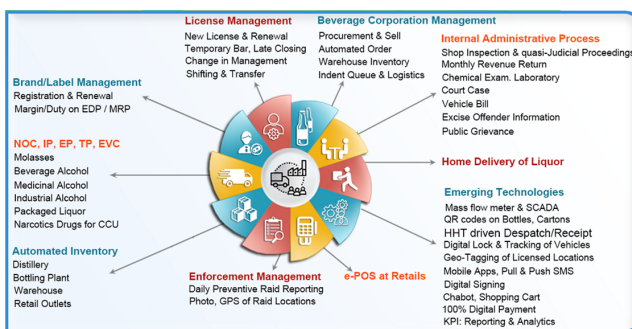 License Management
New License & Renewal
Temporary Bar, Late Closing
Change in Management
Shifting & Transfer
Beverage Corporation Management
Procurement & Sell
Automated Order
Warehouse Inventory
Indent Queue & Logistics
Internal Administrative Process
Shop Inspection & quasi-Judicial Proceedings
Monthly Revenue Return
Chemical Exam. Laboratory
Court Case
Vehicle Bill
Excise Offender Information
Public Grievance
Brand/Label Management
Registration & Renewal
Margin/Duty on EDP / MRP
NOC, IP, EP, TP, EVC
Molasses
Beverage Alcohol
Medicinal Alcohol
Industrial Alcohol
Packaged Liquor
Narcotics Drugs for CCU
Home Delivery of Liquor
Emerging Technologies
Mass flow meter & SCADA
QR codes on Bottles, Cartons
HHT driven Despatch/Receipt
Digital Lock & Tracking of Vehicles
Geo-Tagging of Licensed Locations
Mobile Apps, Pull & Push SMS
Digital Signing
Chabot, Shopping Cart
100% Digital Payment
KPI: Reporting & Analytics
Automated Inventory
Distillery
Bottling Plant
Warehouse
Retail Outlets
Enforcement Management
Daily Preventive Raid Reporting
Photo, GPS of Raid Locations
e-POS at Retails